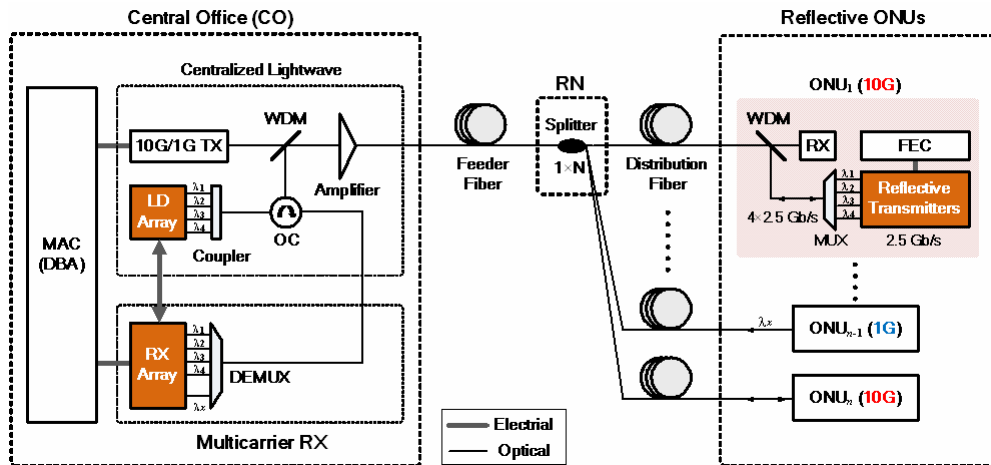 Central Office (CO)
Reflective ONUs
Centralized Lightwave
10G/1G TX
WDM
Amplifier
LD
Array
λ1
λ2
λ3
λ4
Coupler
OC
MAC
(DBA)
RX
Array
λ1
λ2
λ3
λ4
λx
DEMUX
Multicarrier RX
Feeder
Fiber
RN
Splitter
1×N
Distribution
Fiber
ONU1 (10G)
WDM
RX
FEC
λ1
λ2
λ3
λ4
Reflective
Transmitters
4×2.5 Gb/s
MUX
2.5 Gb/s
λx
ONUn-1 (1G)
ONUn (10G)
Electrial
Optical